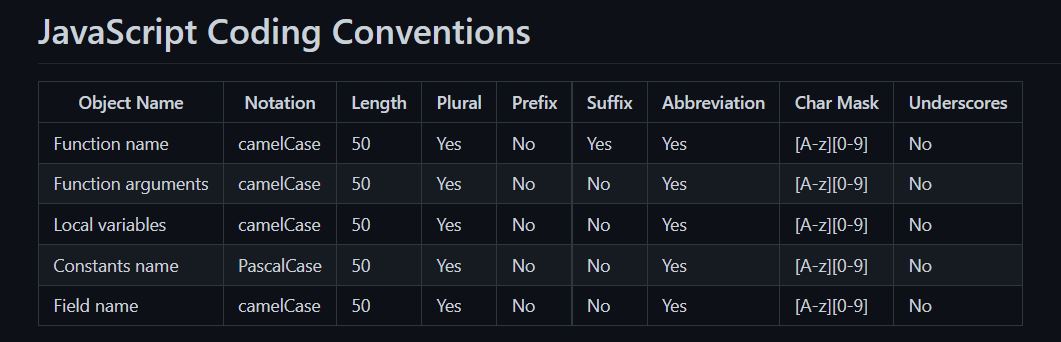 JavaScript Coding Conventions
Object Name Notation Length Plural Prefix Suffix Abbreviation Char Mask Underscores
Function name camelCase 50 Yes No Yes Yes [A-z][0-9] No
Function arguments camelCase 50 Yes No No Yes [A-z][0-9] No
Local variables camelCase 50 Yes No No Yes [A-z][0-9] No
Constants name PascalCase 50 Yes No No Yes [A-z][0-9] No
Field name camelCase 50 Yes No No Yes [A-z][0-9] No